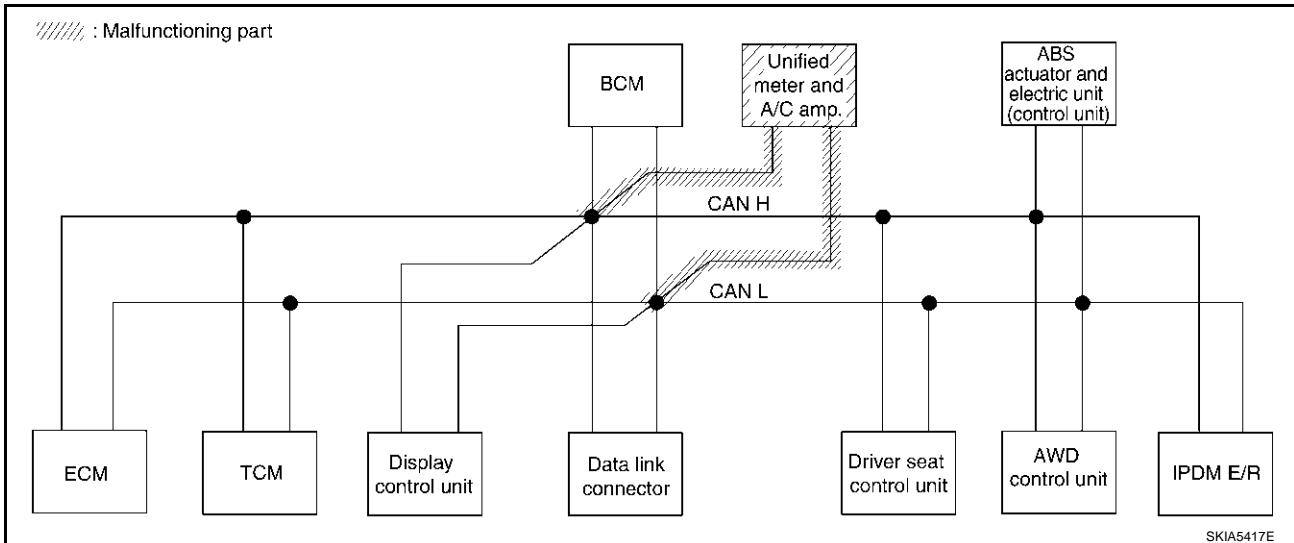 : Malfunctioning part
BCM
Unified
meter and
A/C amp.
ABS
actuator and
electric unit
(control unit)
CAN H
CAN L
ECM
TCM
Display
control unit
Data link
connector
Driver seat
control unit
AWD
control unit
IPDM E/R
SKIA5417E